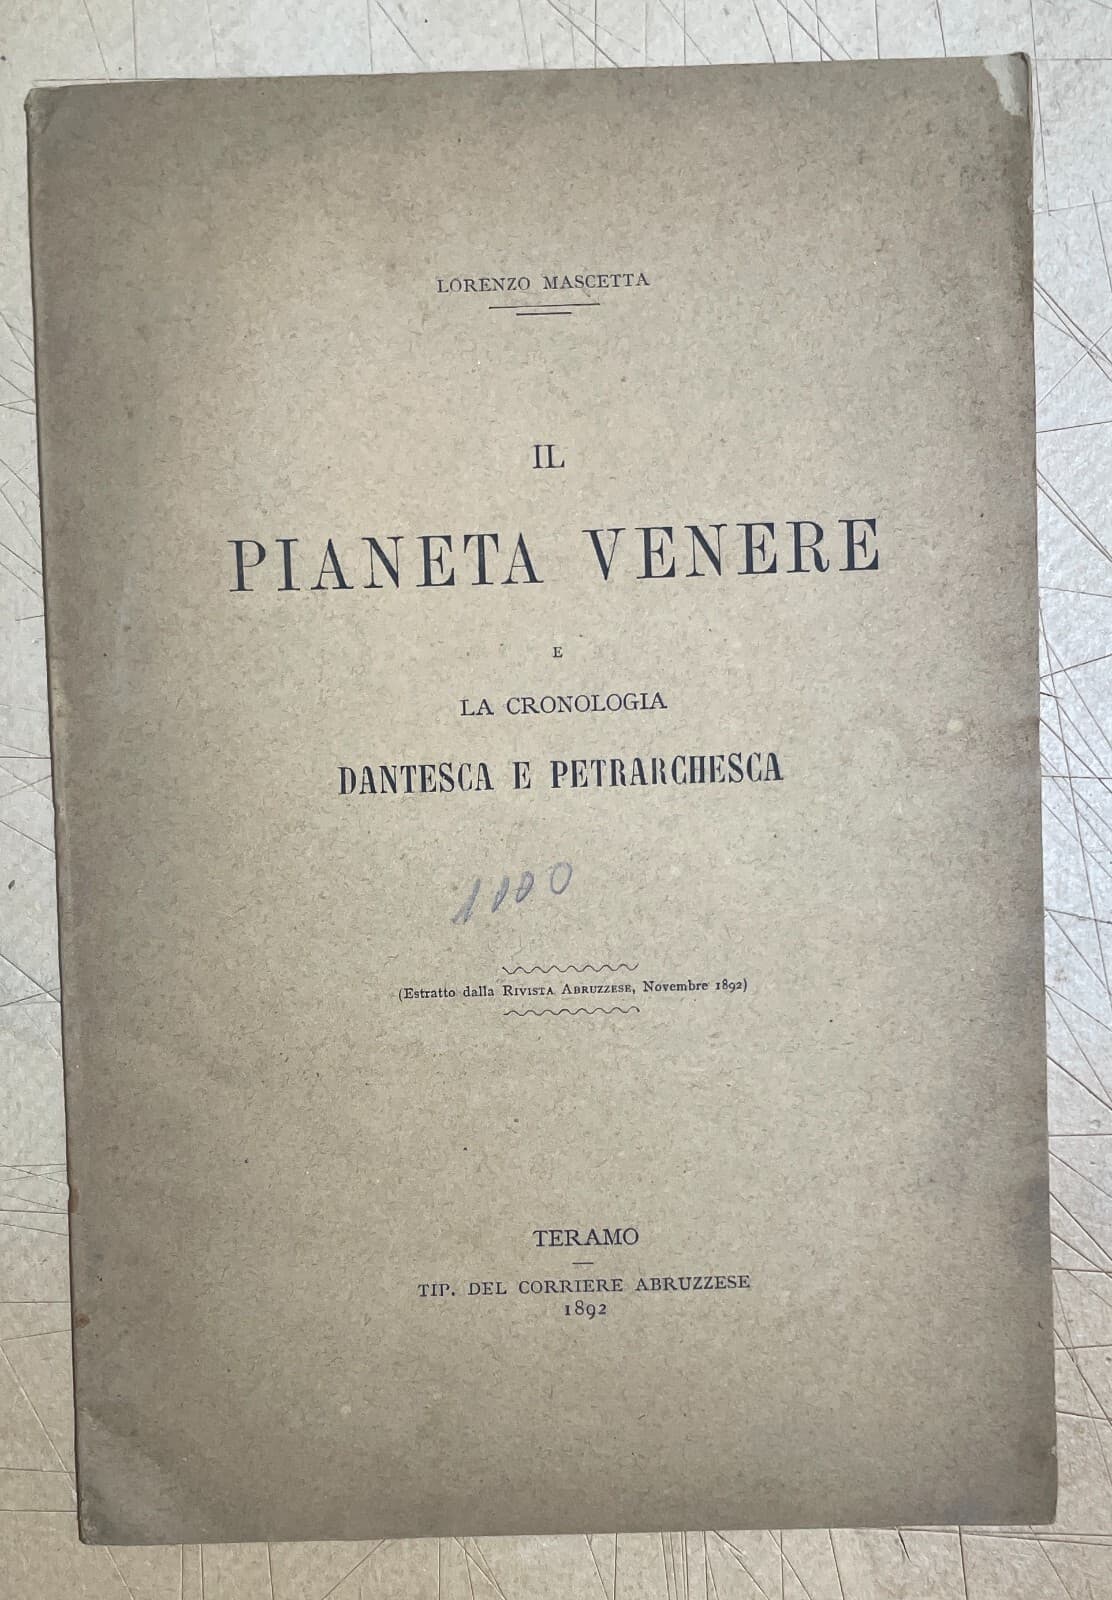 LORENZO MASCETTA
IL
PIANETA VENERE
E
LA CRONOLOGIA
DANTESCA E PETRARCHESCA
1100
(Estratto dalla RIVISTA ABRUZZESE, Novembre 1892)
TERAMO
TIP. DEL CORRIERE ABRUZZESE
1892